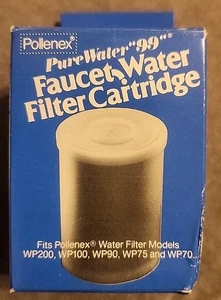 Pollenex®
PureWater "99"®
Faucet Water
Filter Cartridge
Fits Pollenex® Water Filter Models
WP200, WP100, WP90, WP75 and WP70